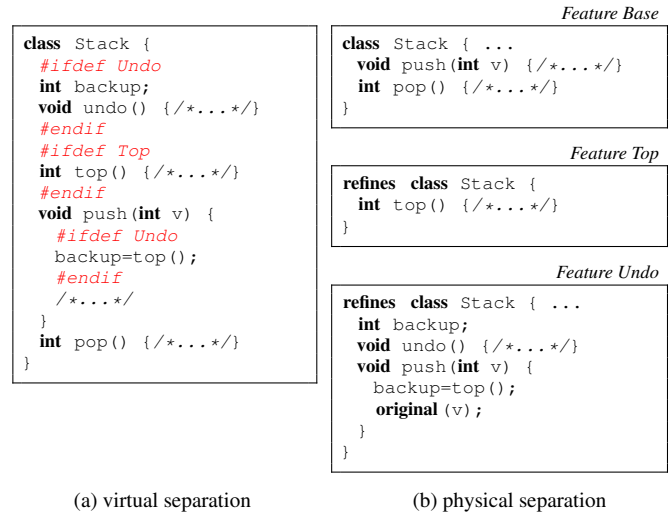 class Stack {
#ifdef Undo
int backup;
void undo() {/*...*/}
#endif
#ifdef Top
int top() {/*...*/}
#endif
void push(int v) {
#ifdef Undo
backup=top();
#endif
/*...*/
}
int pop() {/*...*/}
}
(a) virtual separation
Feature Base
class Stack { ...
void push(int v) {/*...*/}
int pop() {/*...*/}
}
Feature Top
refines class Stack {
int top() {/*...*/}
}
Feature Undo
refines class Stack { ...
int backup;
void undo() {/*...*/}
void push(int v) {
backup=top();
original(v);
}
}
(b) physical separation